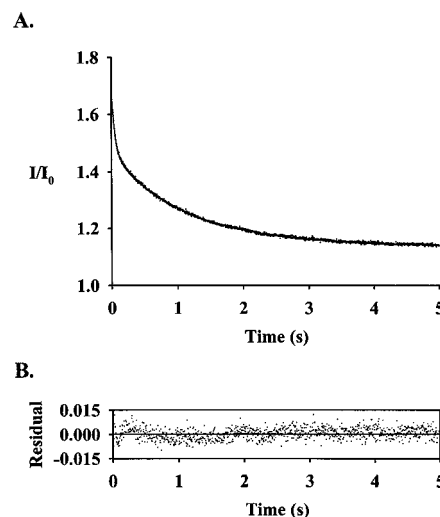 A.
1.8
1.6
1.4
I/I₀
1.2
1.0
0 1 2 3 4 5
Time (s)
B.
Residual
0.015
0.000
-0.015
0 1 2 3 4 5
Time (s)